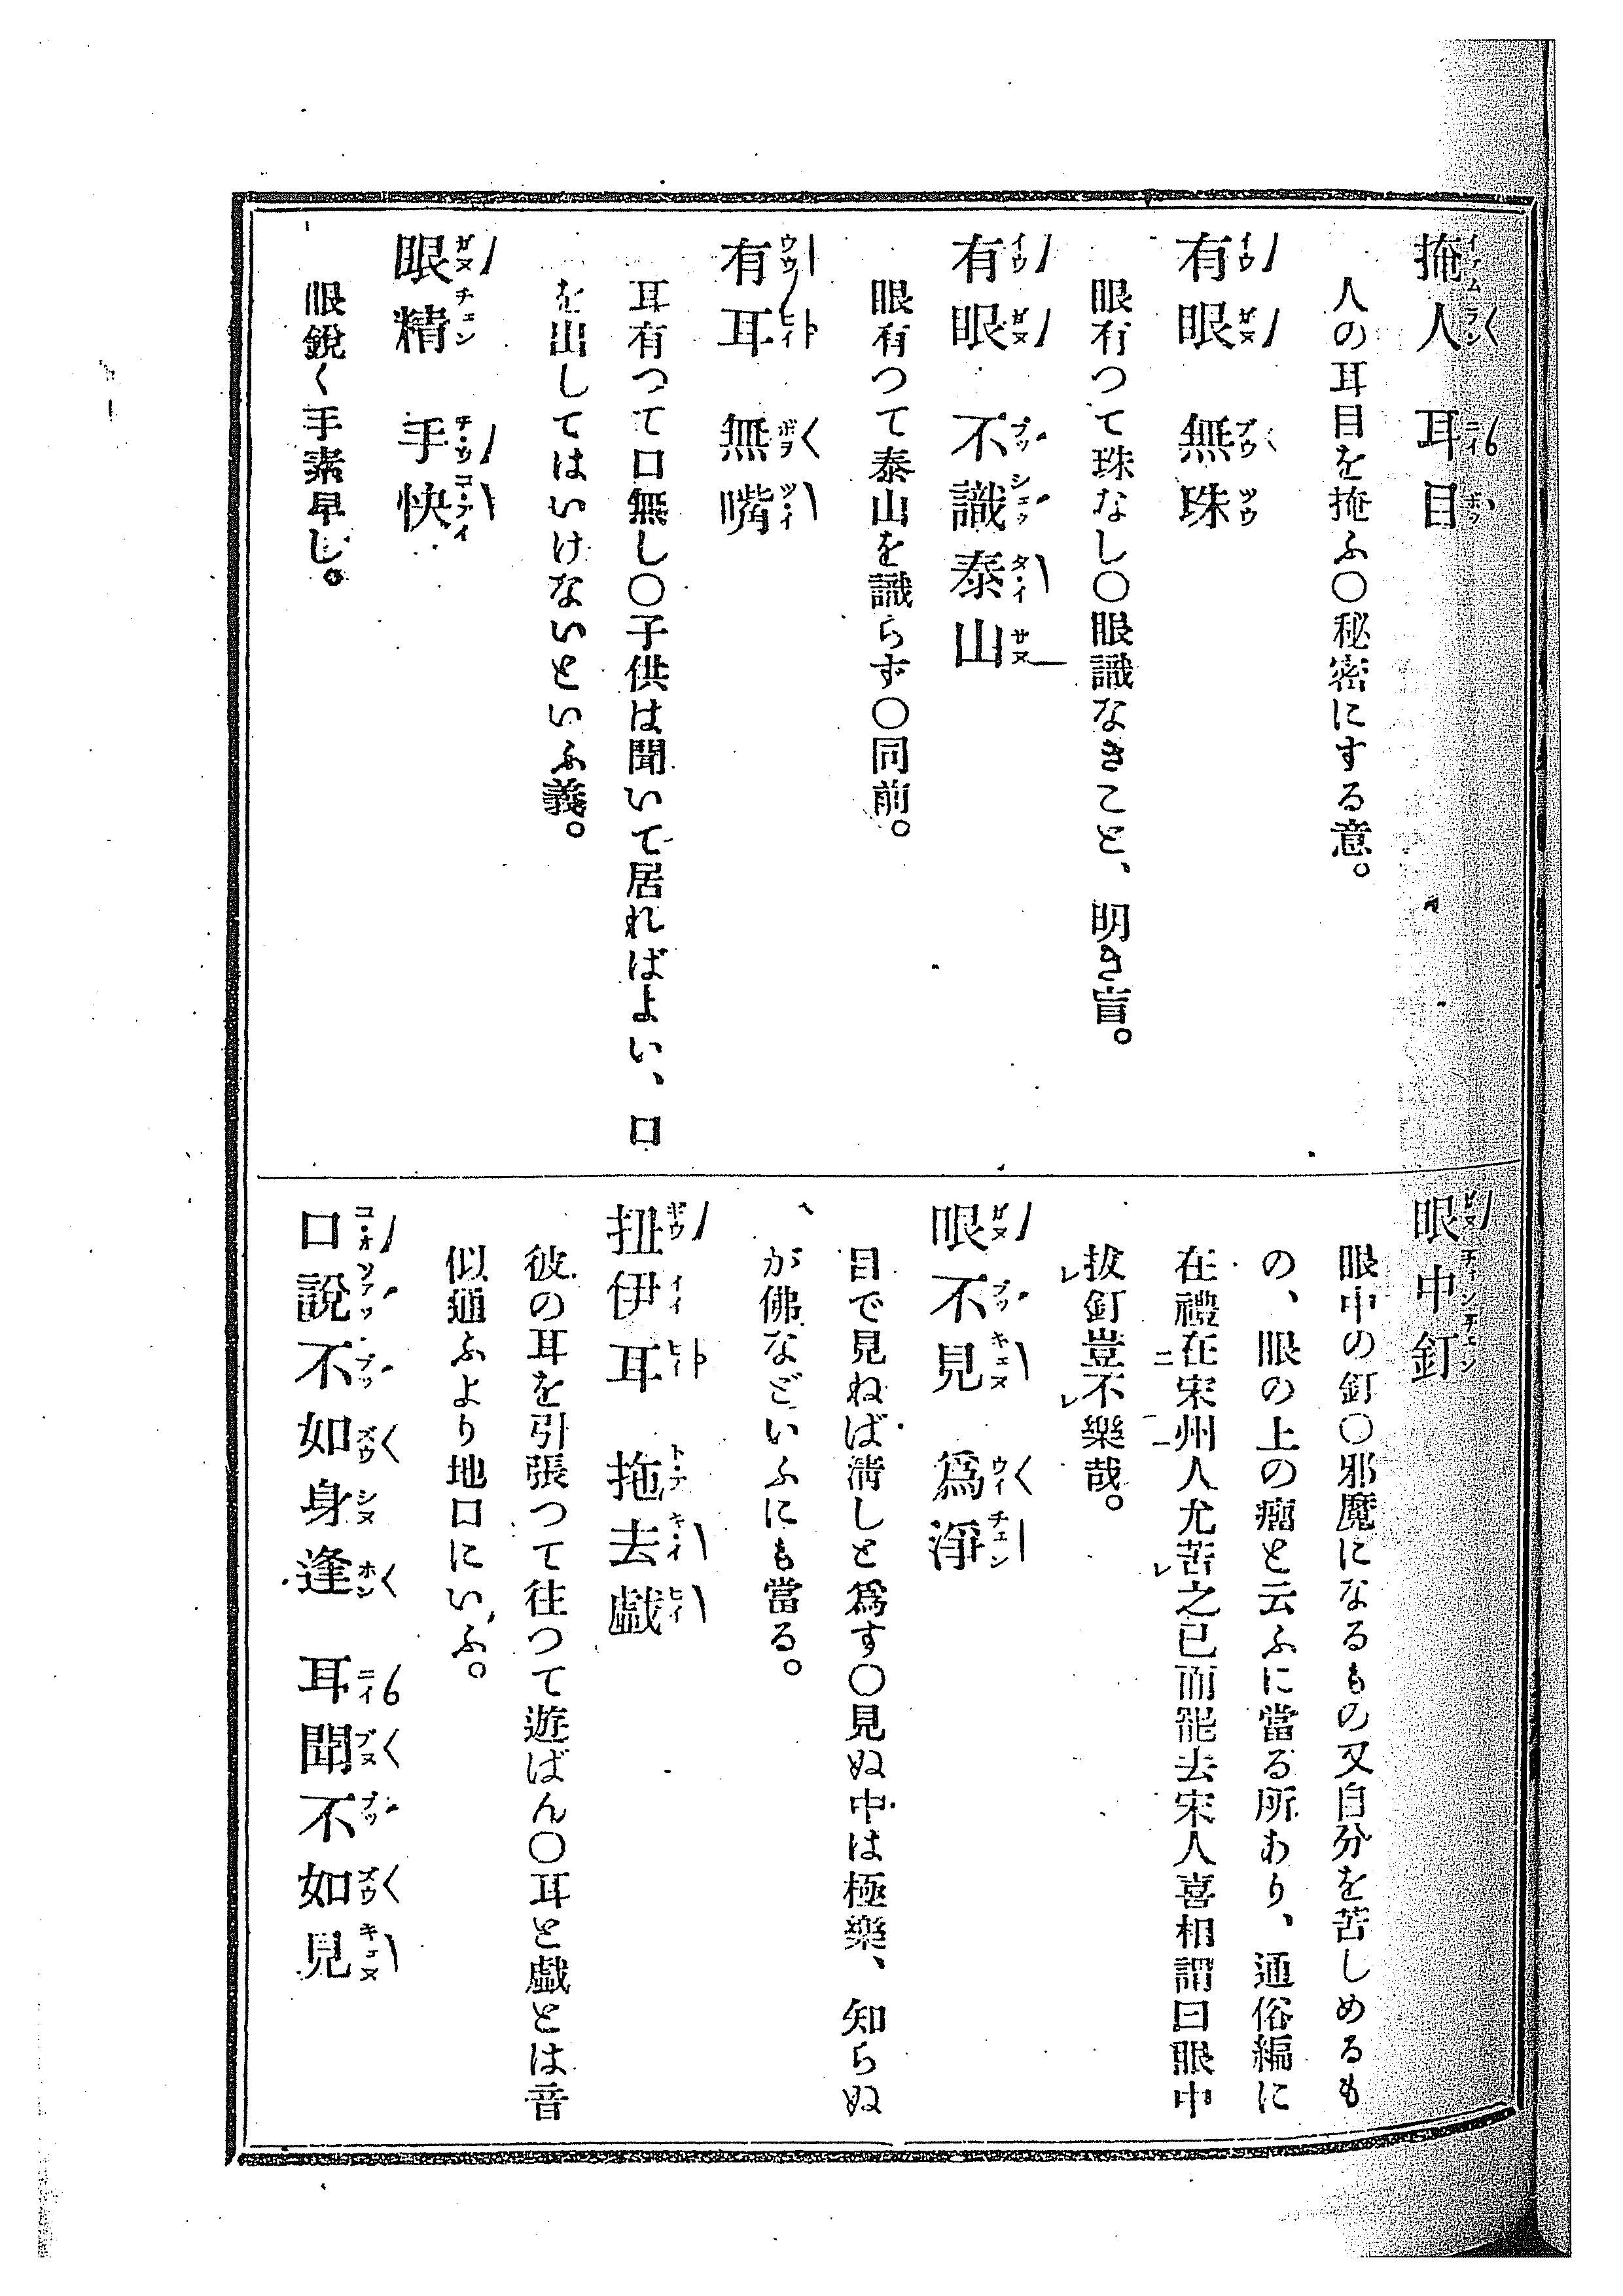 掩人 耳目
人の耳目を掩ふ〇秘密にする意。
有眼 無珠
眼有つて珠なし〇眼識なきこと、明き盲。
有眼 不識泰山
眼有つて泰山を識らず〇同前。
有耳 無嘴
耳有つて口無し〇子供は聞いて居ればよい、口
を出してはいけないといふ義。
眼精 手快
眼銳く手素早し。
眼中釘
眼中の釘〇邪魔になるもの又自分を苦しめるも
の、眼の上の瘤と云ふに當る所あり、通俗編に
在禮在宋州人尤苦之已而罷去宋人喜相謂曰眼中
拔釘豈不樂哉。
眼不見 爲淨
目で見ねば淸しと爲す〇見ぬ中は極樂、知らぬ
が佛などいふにも當る。
扭伊耳 拖去戯
彼の耳を引張つて往つて遊ばん〇耳と戯とは音
似通ふより地口にいふ。
口說不如身逢 耳聞不如見